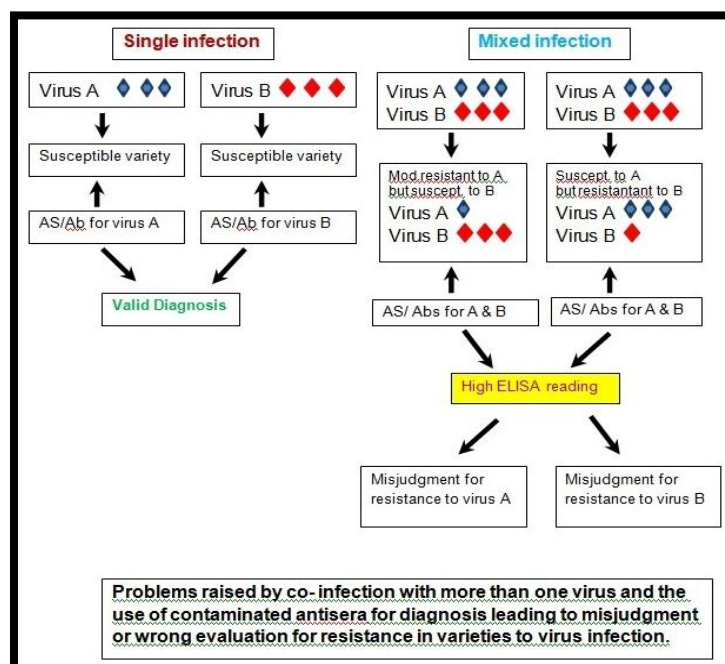 Single infection
Mixed infection
Virus A
Virus B
Susceptible variety
Susceptible variety
AS/Ab for virus A
AS/Ab for virus B
Valid Diagnosis
Virus A
Virus B
Virus A
Virus B
Mod.resistant to A
but suscept. to B
Virus A
Virus B
Suscept. to A
but resistantant to B
Virus A
Virus B
AS/ Abs for A & B
AS/ Abs for A & B
High ELISA reading
Misjudgment for
resistance to virus A
Misjudgment for
resistance to virus B
Problems raised by co- infection with more than one virus and the
use of contaminated antisera for diagnosis leading to misjudgment
or wrong evaluation for resistance in varieties to virus infection.